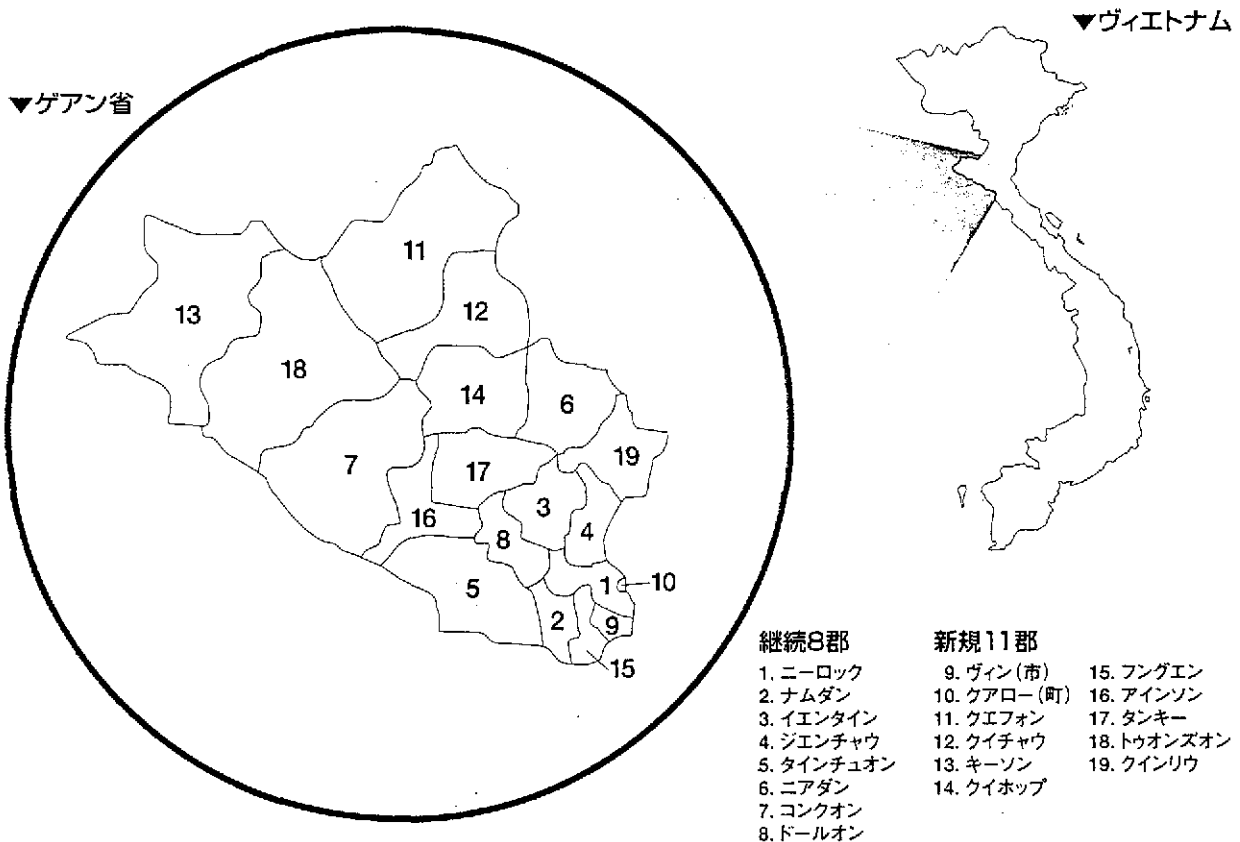 ▼ヴィエトナム
▼ゲアン省
11
13
12
18
14
6
7
17
19
3
16
4
8
5
1
10
2
9
15
継続8郡
1. ニーロック
2. ナムダン
3. イエンタイン
4. ジエンチャウ
5. タインチュオン
6. ニアダン
7. コンクオン
8. ドールオン
新規11郡
9. ヴィン(市)
10. クアロー(町)
11. クエフォン
12. クイチャウ
13. キーソン
14. クイホップ
15. フングエン
16. アインソン
17. タンキー
18. トゥオンズオン
19. クインリウ